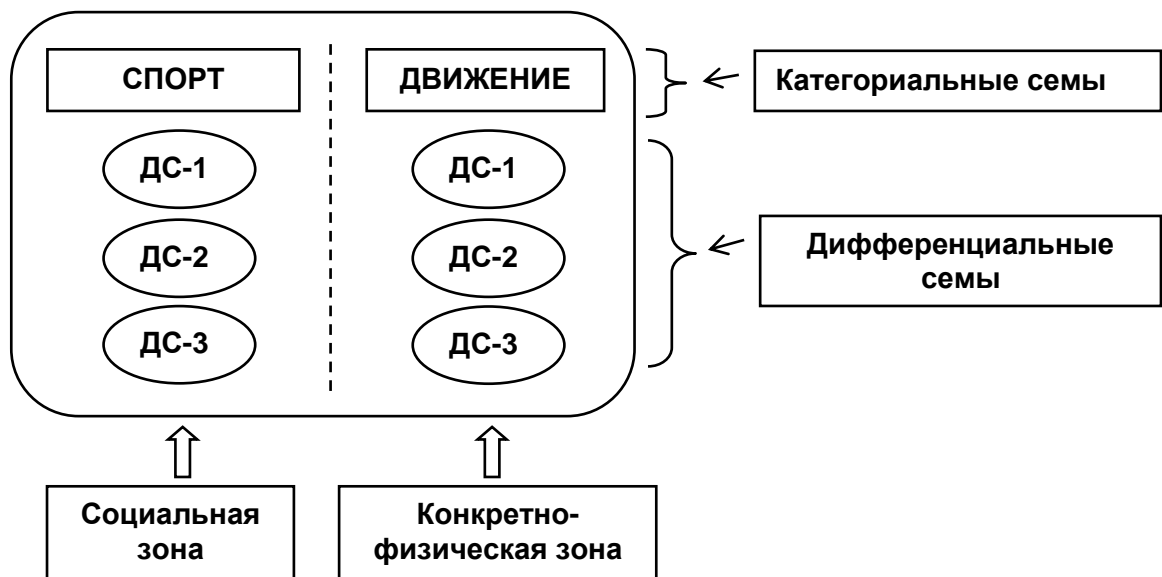 СПОРТ
ДВИЖЕНИЕ
Категориальные семы
ДС-1
ДС-1
ДС-2
ДС-2
Дифференциальные
семы
ДС-3
ДС-3
Социальная
зона
Конкретно-
физическая зона